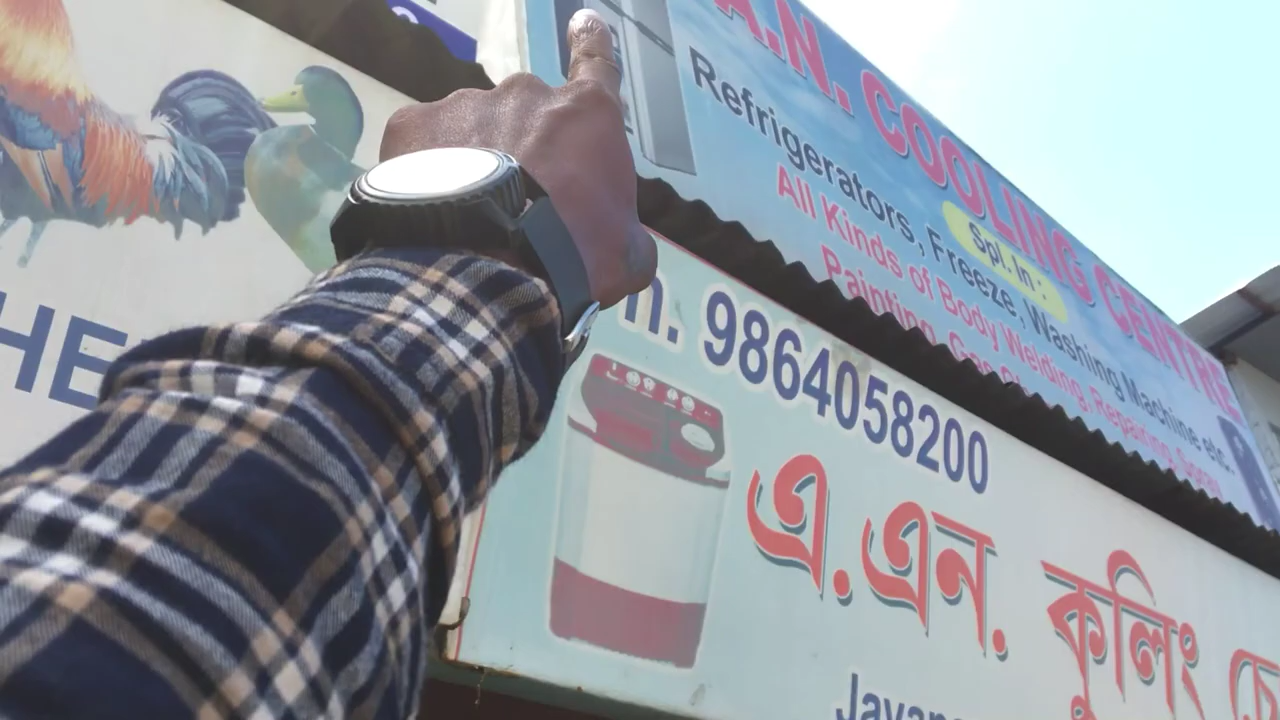 A.N. COOLING CENTRE
Spl. In :
Refrigerators, Freeze, Washing Machine etc.
All Kinds of Body Welding, Repairing,
Painting, Gas
9864058200
এ.এন. কুলিং
HE